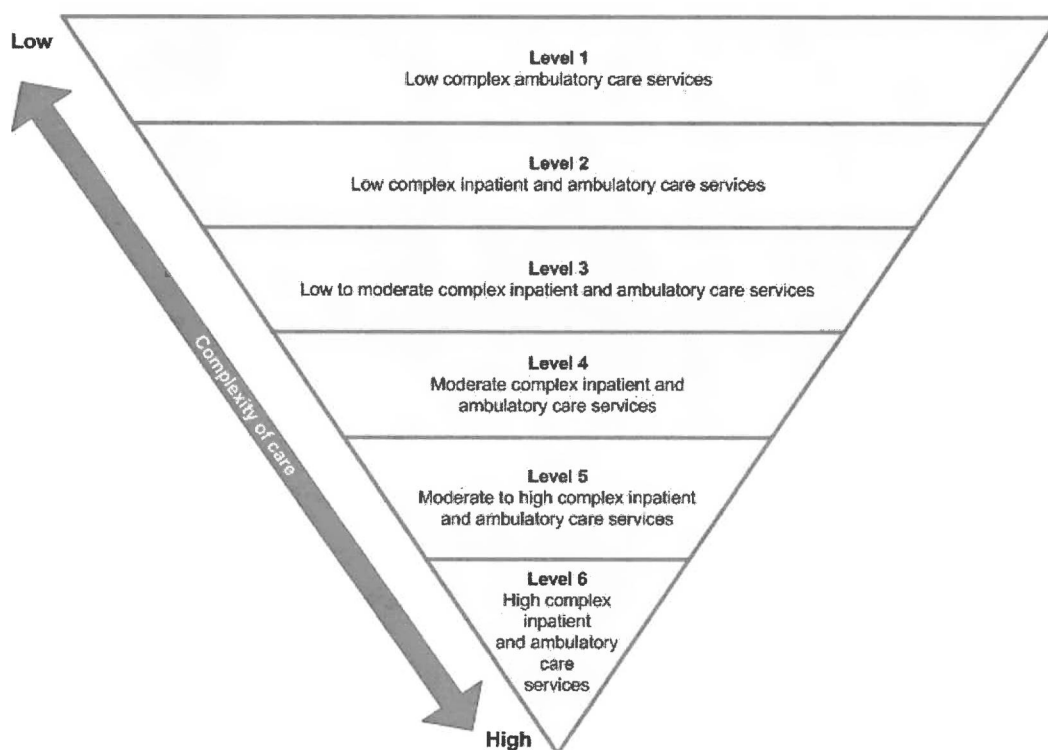 Low
Level 1
Low complex ambulatory care services
Level 2
Low complex inpatient and ambulatory care services
Level 3
Low to moderate complex inpatient and ambulatory care services
Level 4
Moderate complex inpatient and
ambulatory care services
Complexity of care
Level 5
Moderate to high complex inpatient
and ambulatory care services
Level 6
High complex
inpatient
and ambulatory
care
services
High